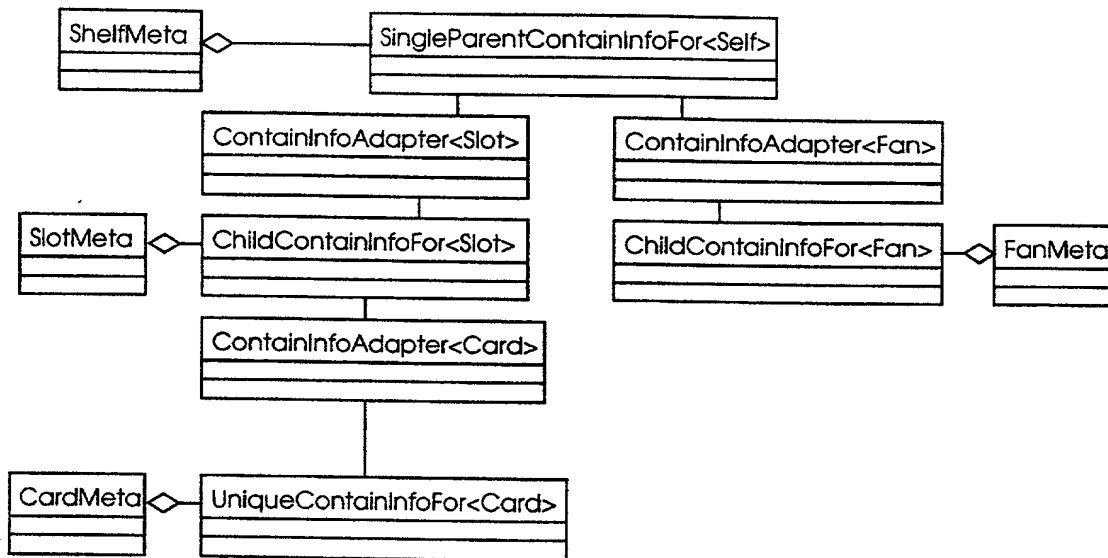 ShelfMeta
SingleParentContainInfoFor<Self>
ContainInfoAdapter<Slot>
ContainInfoAdapter<Fan>
SlotMeta
ChildContainInfoFor<Slot>
ChildContainInfoFor<Fan>
FanMeta
ContainInfoAdapter<Card>
CardMeta
UniqueContainInfoFor<Card>